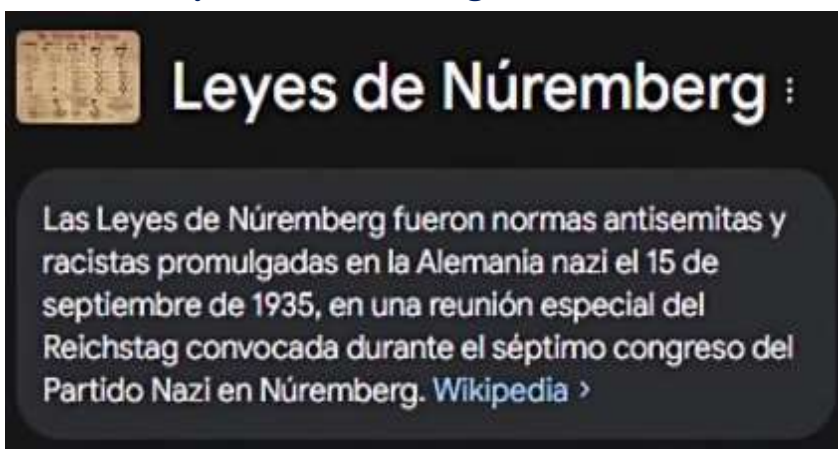 Leyes de Núremberg
Las Leyes de Núremberg fueron normas antisemitas y
racistas promulgadas en la Alemania nazi el 15 de
septiembre de 1935, en una reunión especial del
Reichstag convocada durante el séptimo congreso del
Partido Nazi en Núremberg. Wikipedia >